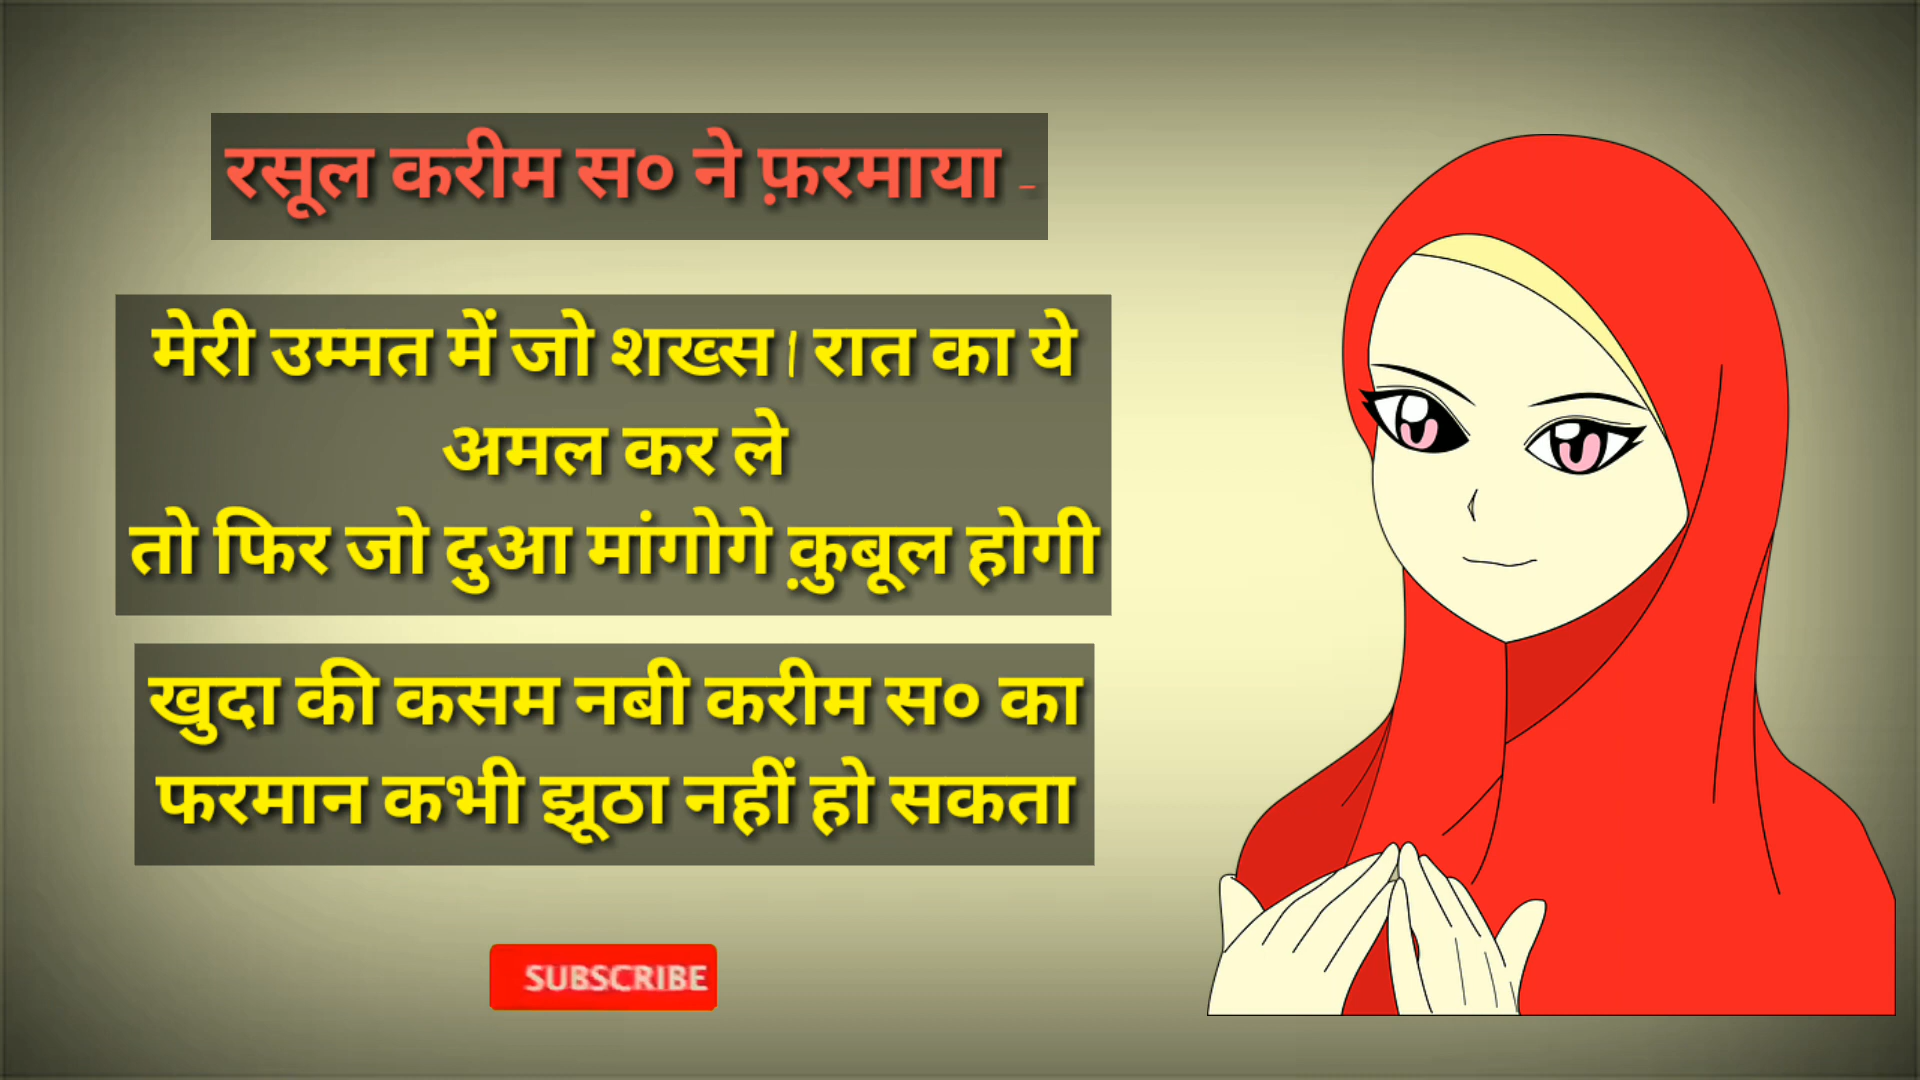 रसूल करीम स० ने फ़रमाया -
मेरी उम्मत में जो शख्स। रात का ये
अमल कर ले
तो फिर जो दुआ मांगोगे क़ुबूल होगी
खुदा की कसम नबी करीम स० का
फरमान कभी झूठा नहीं हो सकता
SUBSCRIBE